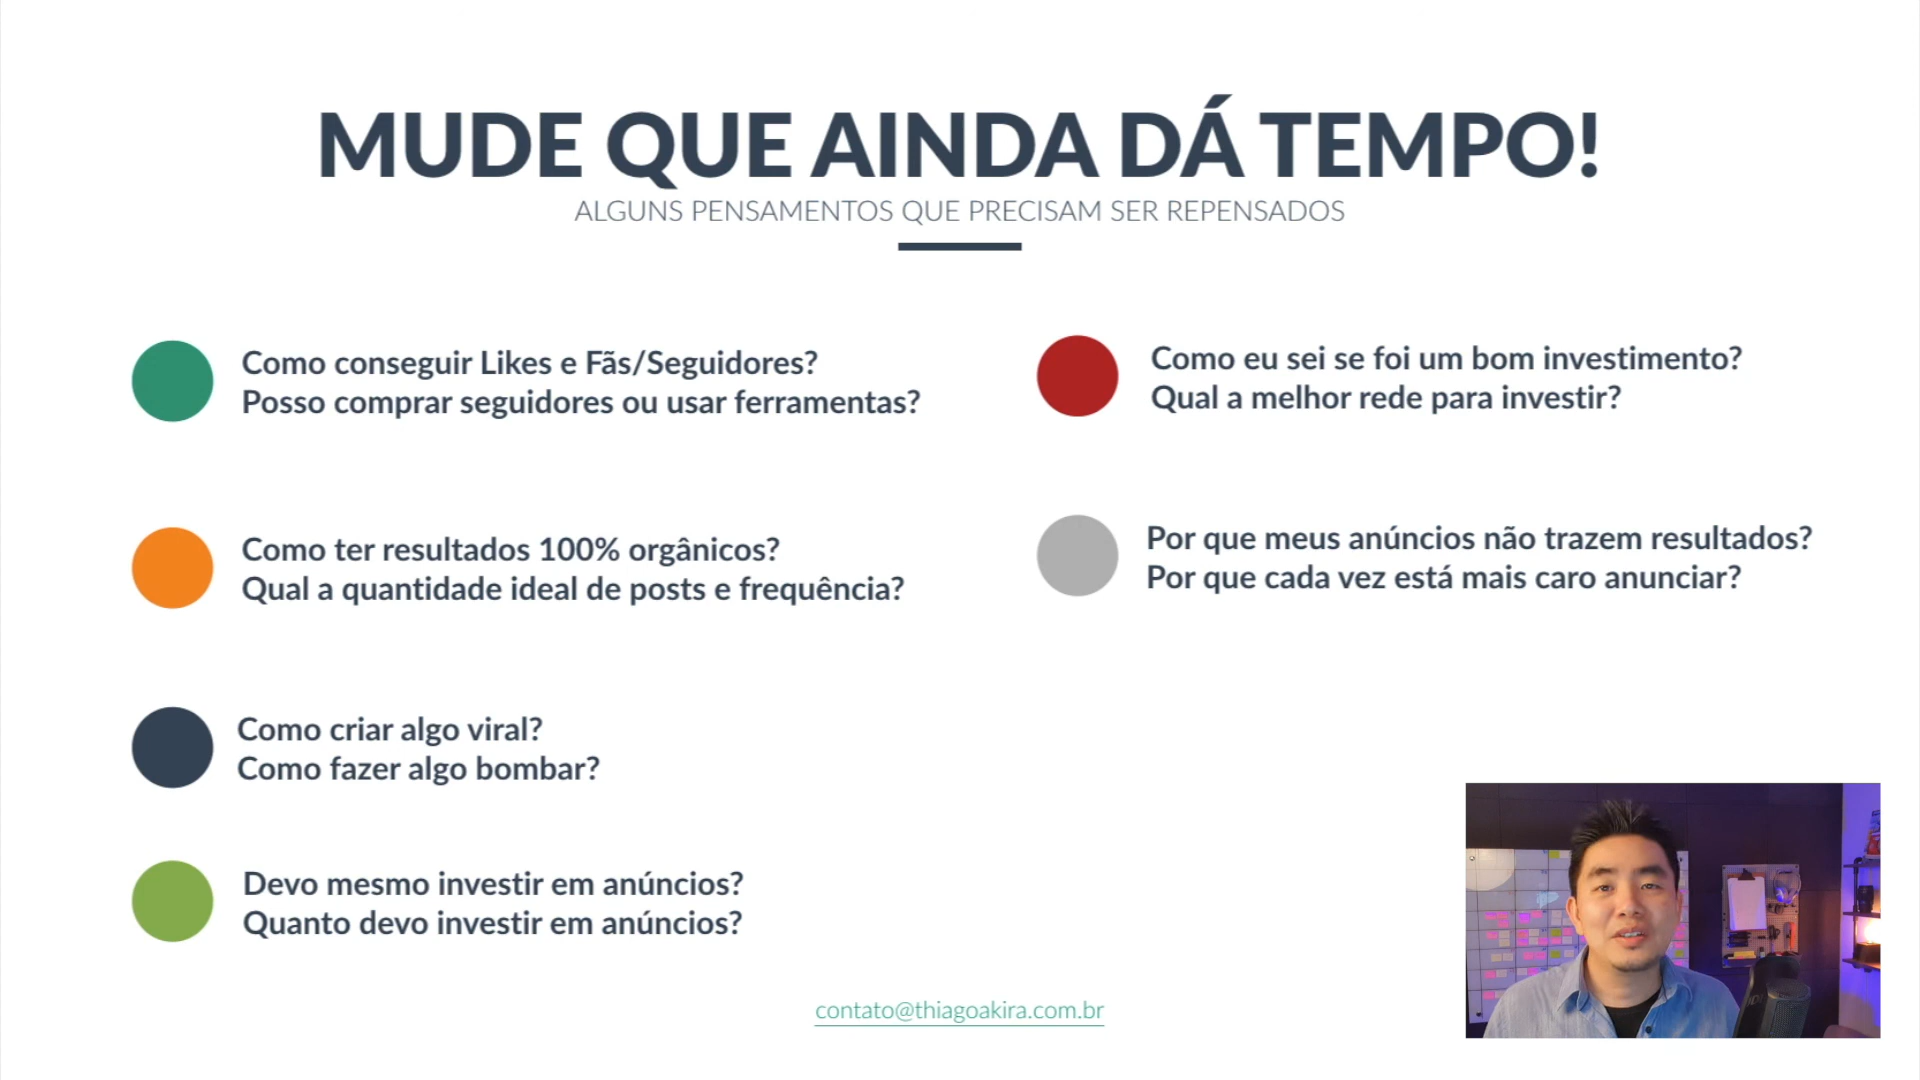 MUDE QUE AINDA DÁ TEMPO!
ALGUNS PENSAMENTOS QUE PRECISAM SER REPENSADOS
Como conseguir Likes e Fãs/Seguidores?
Posso comprar seguidores ou usar ferramentas?
Como ter resultados 100% orgânicos?
Qual a quantidade ideal de posts e frequência?
Como criar algo viral?
Como fazer algo bombar?
Devo mesmo investir em anúncios?
Quanto devo investir em anúncios?
Como eu sei se foi um bom investimento?
Qual a melhor rede para investir?
Por que meus anúncios não trazem resultados?
Por que cada vez está mais caro anunciar?
contato@thiagoakira.com.br